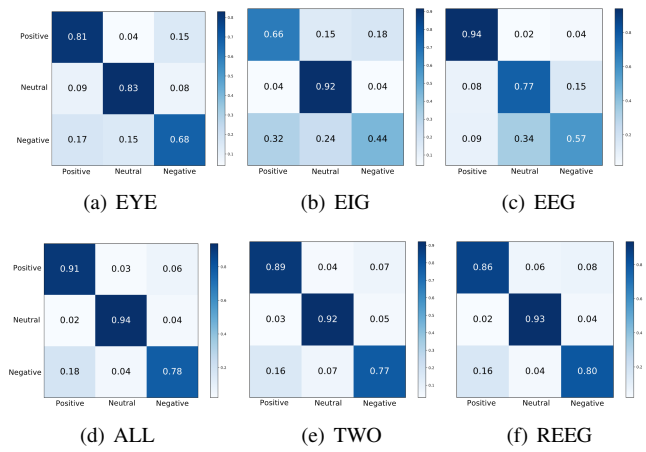 Positive 0.81 0.04 0.15
Neutral 0.09 0.83 0.08
Negative 0.17 0.15 0.68
Positive Neutral Negative
(a) EYE
0.66 0.15 0.18
0.04 0.92 0.04
0.32 0.24 0.44
Positive Neutral Negative
(b) EIG
0.94 0.02 0.04
0.08 0.77 0.15
0.09 0.34 0.57
Positive Neutral Negative
(c) EEG
Positive 0.91 0.03 0.06
Neutral 0.02 0.94 0.04
Negative 0.18 0.04 0.78
Positive Neutral Negative
(d) ALL
0.89 0.04 0.07
0.03 0.92 0.05
0.16 0.07 0.77
Positive Neutral Negative
(e) TWO
0.86 0.06 0.08
0.02 0.93 0.04
0.16 0.04 0.80
Positive Neutral Negative
(f) REEG